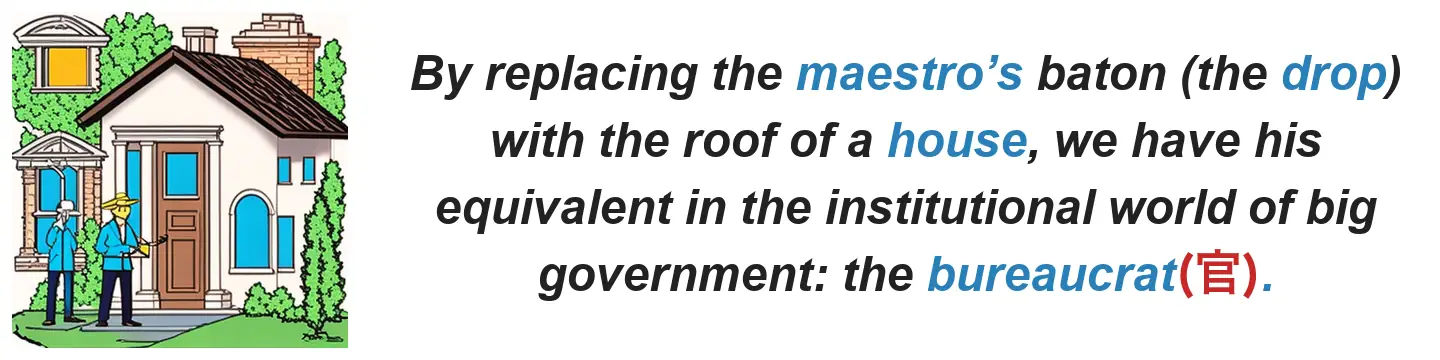 By replacing the maestro’s baton (the drop)
with the roof of a house, we have his
equivalent in the institutional world of big
government: the bureaucrat(官).